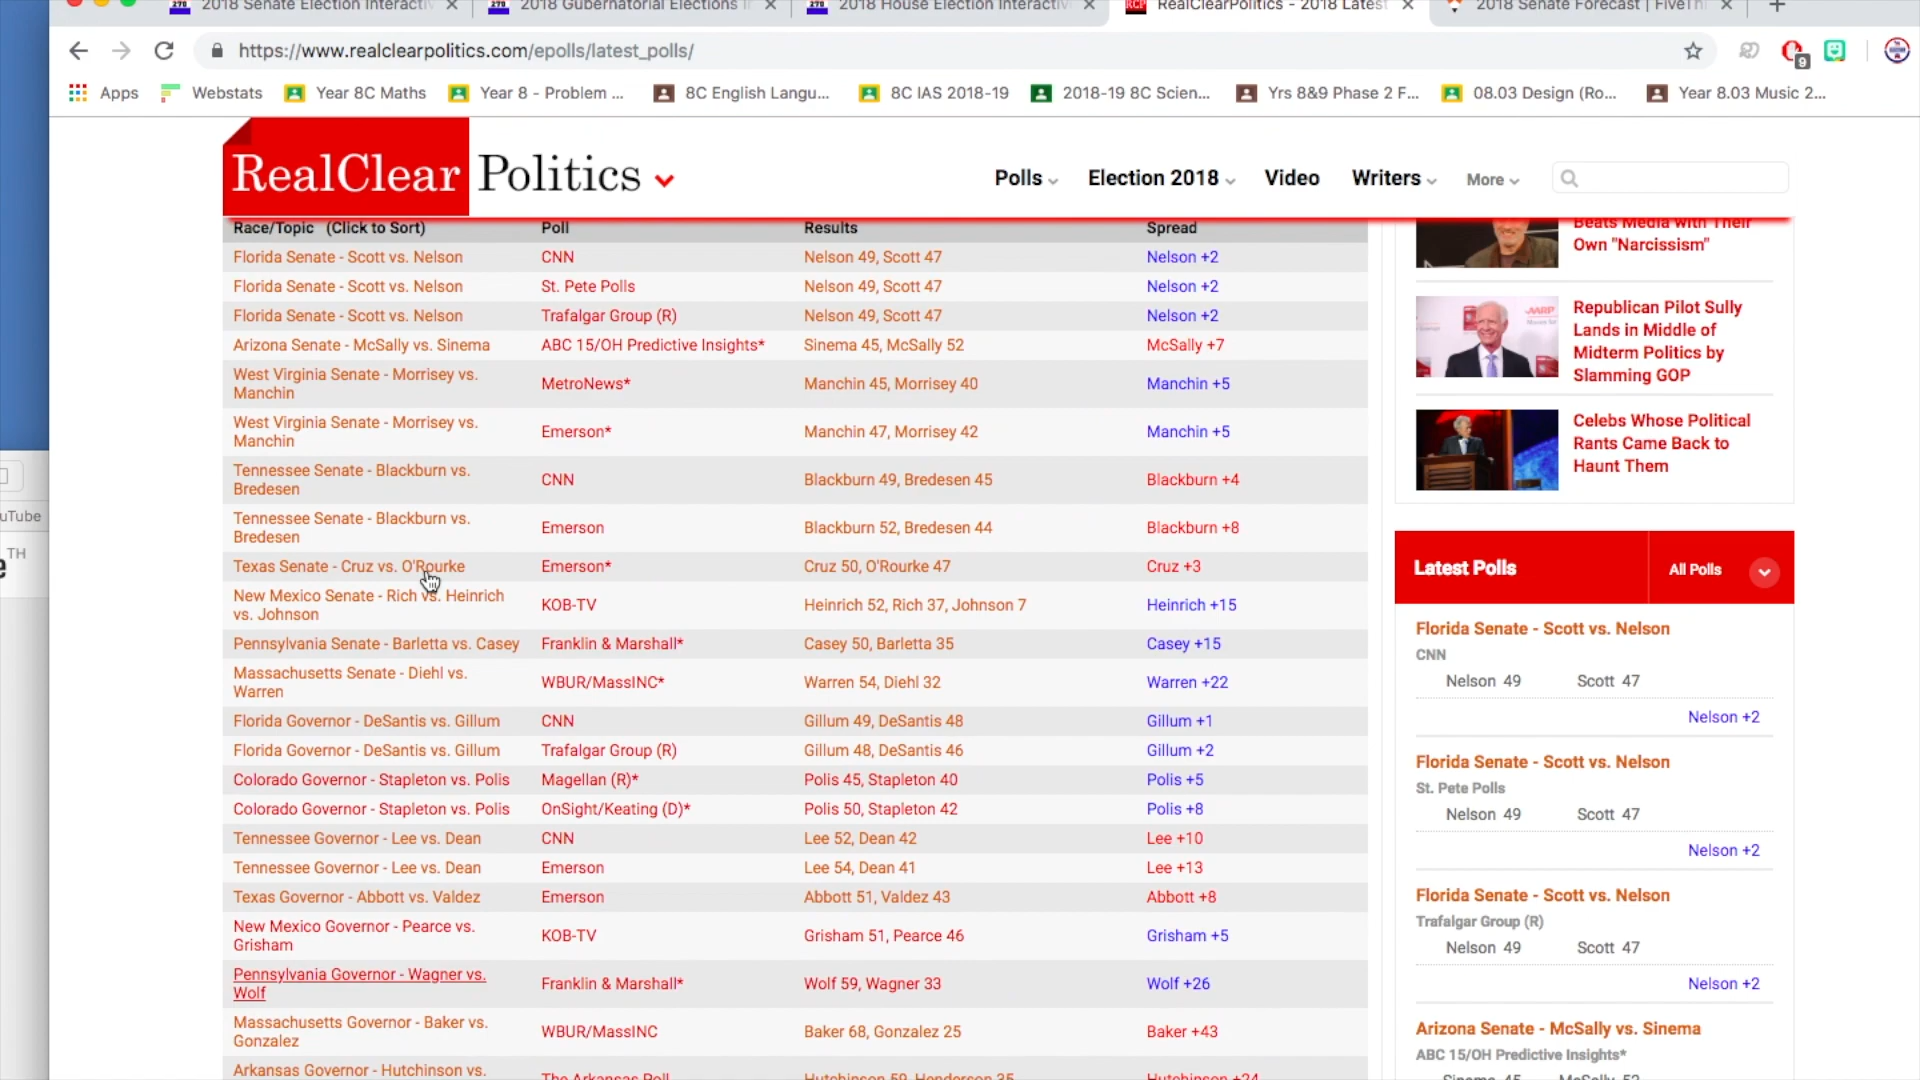 2018 Senate Election Interactiv
2018 Gubernatorial Elections I
2018 House Election Interactiv
RealClearPolitics - 2018 Latest
2018 Senate Forecast | FiveThi
https://www.realclearpolitics.com/epolls/latest_polls/
9
Apps
Webstats
Year 8C Maths
Year 8 - Problem ...
8C English Langu...
8C IAS 2018-19
2018-19 8C Scien...
Yrs 8&9 Phase 2 F...
08.03 Design (Ro...
Year 8.03 Music 2...
RealClear Politics
Polls
Election 2018
Video
Writers
More
Race/Topic (Click to Sort) Poll Results Spread
Florida Senate - Scott vs. Nelson CNN Nelson 49, Scott 47 Nelson +2
Florida Senate - Scott vs. Nelson St. Pete Polls Nelson 49, Scott 47 Nelson +2
Florida Senate - Scott vs. Nelson Trafalgar Group (R) Nelson 49, Scott 47 Nelson +2
Arizona Senate - McSally vs. Sinema ABC 15/OH Predictive Insights* Sinema 45, McSally 52 McSally +7
West Virginia Senate - Morrisey vs.
Manchin
MetroNews* Manchin 45, Morrisey 40 Manchin +5
West Virginia Senate - Morrisey vs.
Manchin
Emerson* Manchin 47, Morrisey 42 Manchin +5
Tennessee Senate - Blackburn vs.
Bredesen
CNN Blackburn 49, Bredesen 45 Blackburn +4
Tennessee Senate - Blackburn vs.
Bredesen
Emerson Blackburn 52, Bredesen 44 Blackburn +8
Texas Senate - Cruz vs. O'Rourke Emerson* Cruz 50, O'Rourke 47 Cruz +3
New Mexico Senate - Rich vs. Heinrich
vs. Johnson
KOB-TV Heinrich 52, Rich 37, Johnson 7 Heinrich +15
Pennsylvania Senate - Barletta vs. Casey Franklin & Marshall* Casey 50, Barletta 35 Casey +15
Massachusetts Senate - Diehl vs.
Warren
WBUR/MassINC* Warren 54, Diehl 32 Warren +22
Florida Governor - DeSantis vs. Gillum CNN Gillum 49, DeSantis 48 Gillum +1
Florida Governor - DeSantis vs. Gillum Trafalgar Group (R) Gillum 48, DeSantis 46 Gillum +2
Colorado Governor - Stapleton vs. Polis Magellan (R)* Polis 45, Stapleton 40 Polis +5
Colorado Governor - Stapleton vs. Polis OnSight/Keating (D)* Polis 50, Stapleton 42 Polis +8
Tennessee Governor - Lee vs. Dean CNN Lee 52, Dean 42 Lee +10
Tennessee Governor - Lee vs. Dean Emerson Lee 54, Dean 41 Lee +13
Texas Governor - Abbott vs. Valdez Emerson Abbott 51, Valdez 43 Abbott +8
New Mexico Governor - Pearce vs.
Grisham
KOB-TV Grisham 51, Pearce 46 Grisham +5
Pennsylvania Governor - Wagner vs.
Wolf
Franklin & Marshall* Wolf 59, Wagner 33 Wolf +26
Massachusetts Governor - Baker vs.
Gonzalez
WBUR/MassINC Baker 68, Gonzalez 25 Baker +43
Arkansas Governor - Hutchinson vs.
The Arkansas Poll Hutchinson 59, Henderson 35 Hutchinson +24
Beats Media with Their
Own "Narcissism"
Republican Pilot Sully
Lands in Middle of
Midterm Politics by
Slamming GOP
Celebs Whose Political
Rants Came Back to
Haunt Them
Latest Polls
All Polls
Florida Senate - Scott vs. Nelson
CNN
Nelson 49 Scott 47
Nelson +2
Florida Senate - Scott vs. Nelson
St. Pete Polls
Nelson 49 Scott 47
Nelson +2
Florida Senate - Scott vs. Nelson
Trafalgar Group (R)
Nelson 49 Scott 47
Nelson +2
Arizona Senate - McSally vs. Sinema
ABC 15/OH Predictive Insights*
Sinema 45 McSally 52
uTube
TH